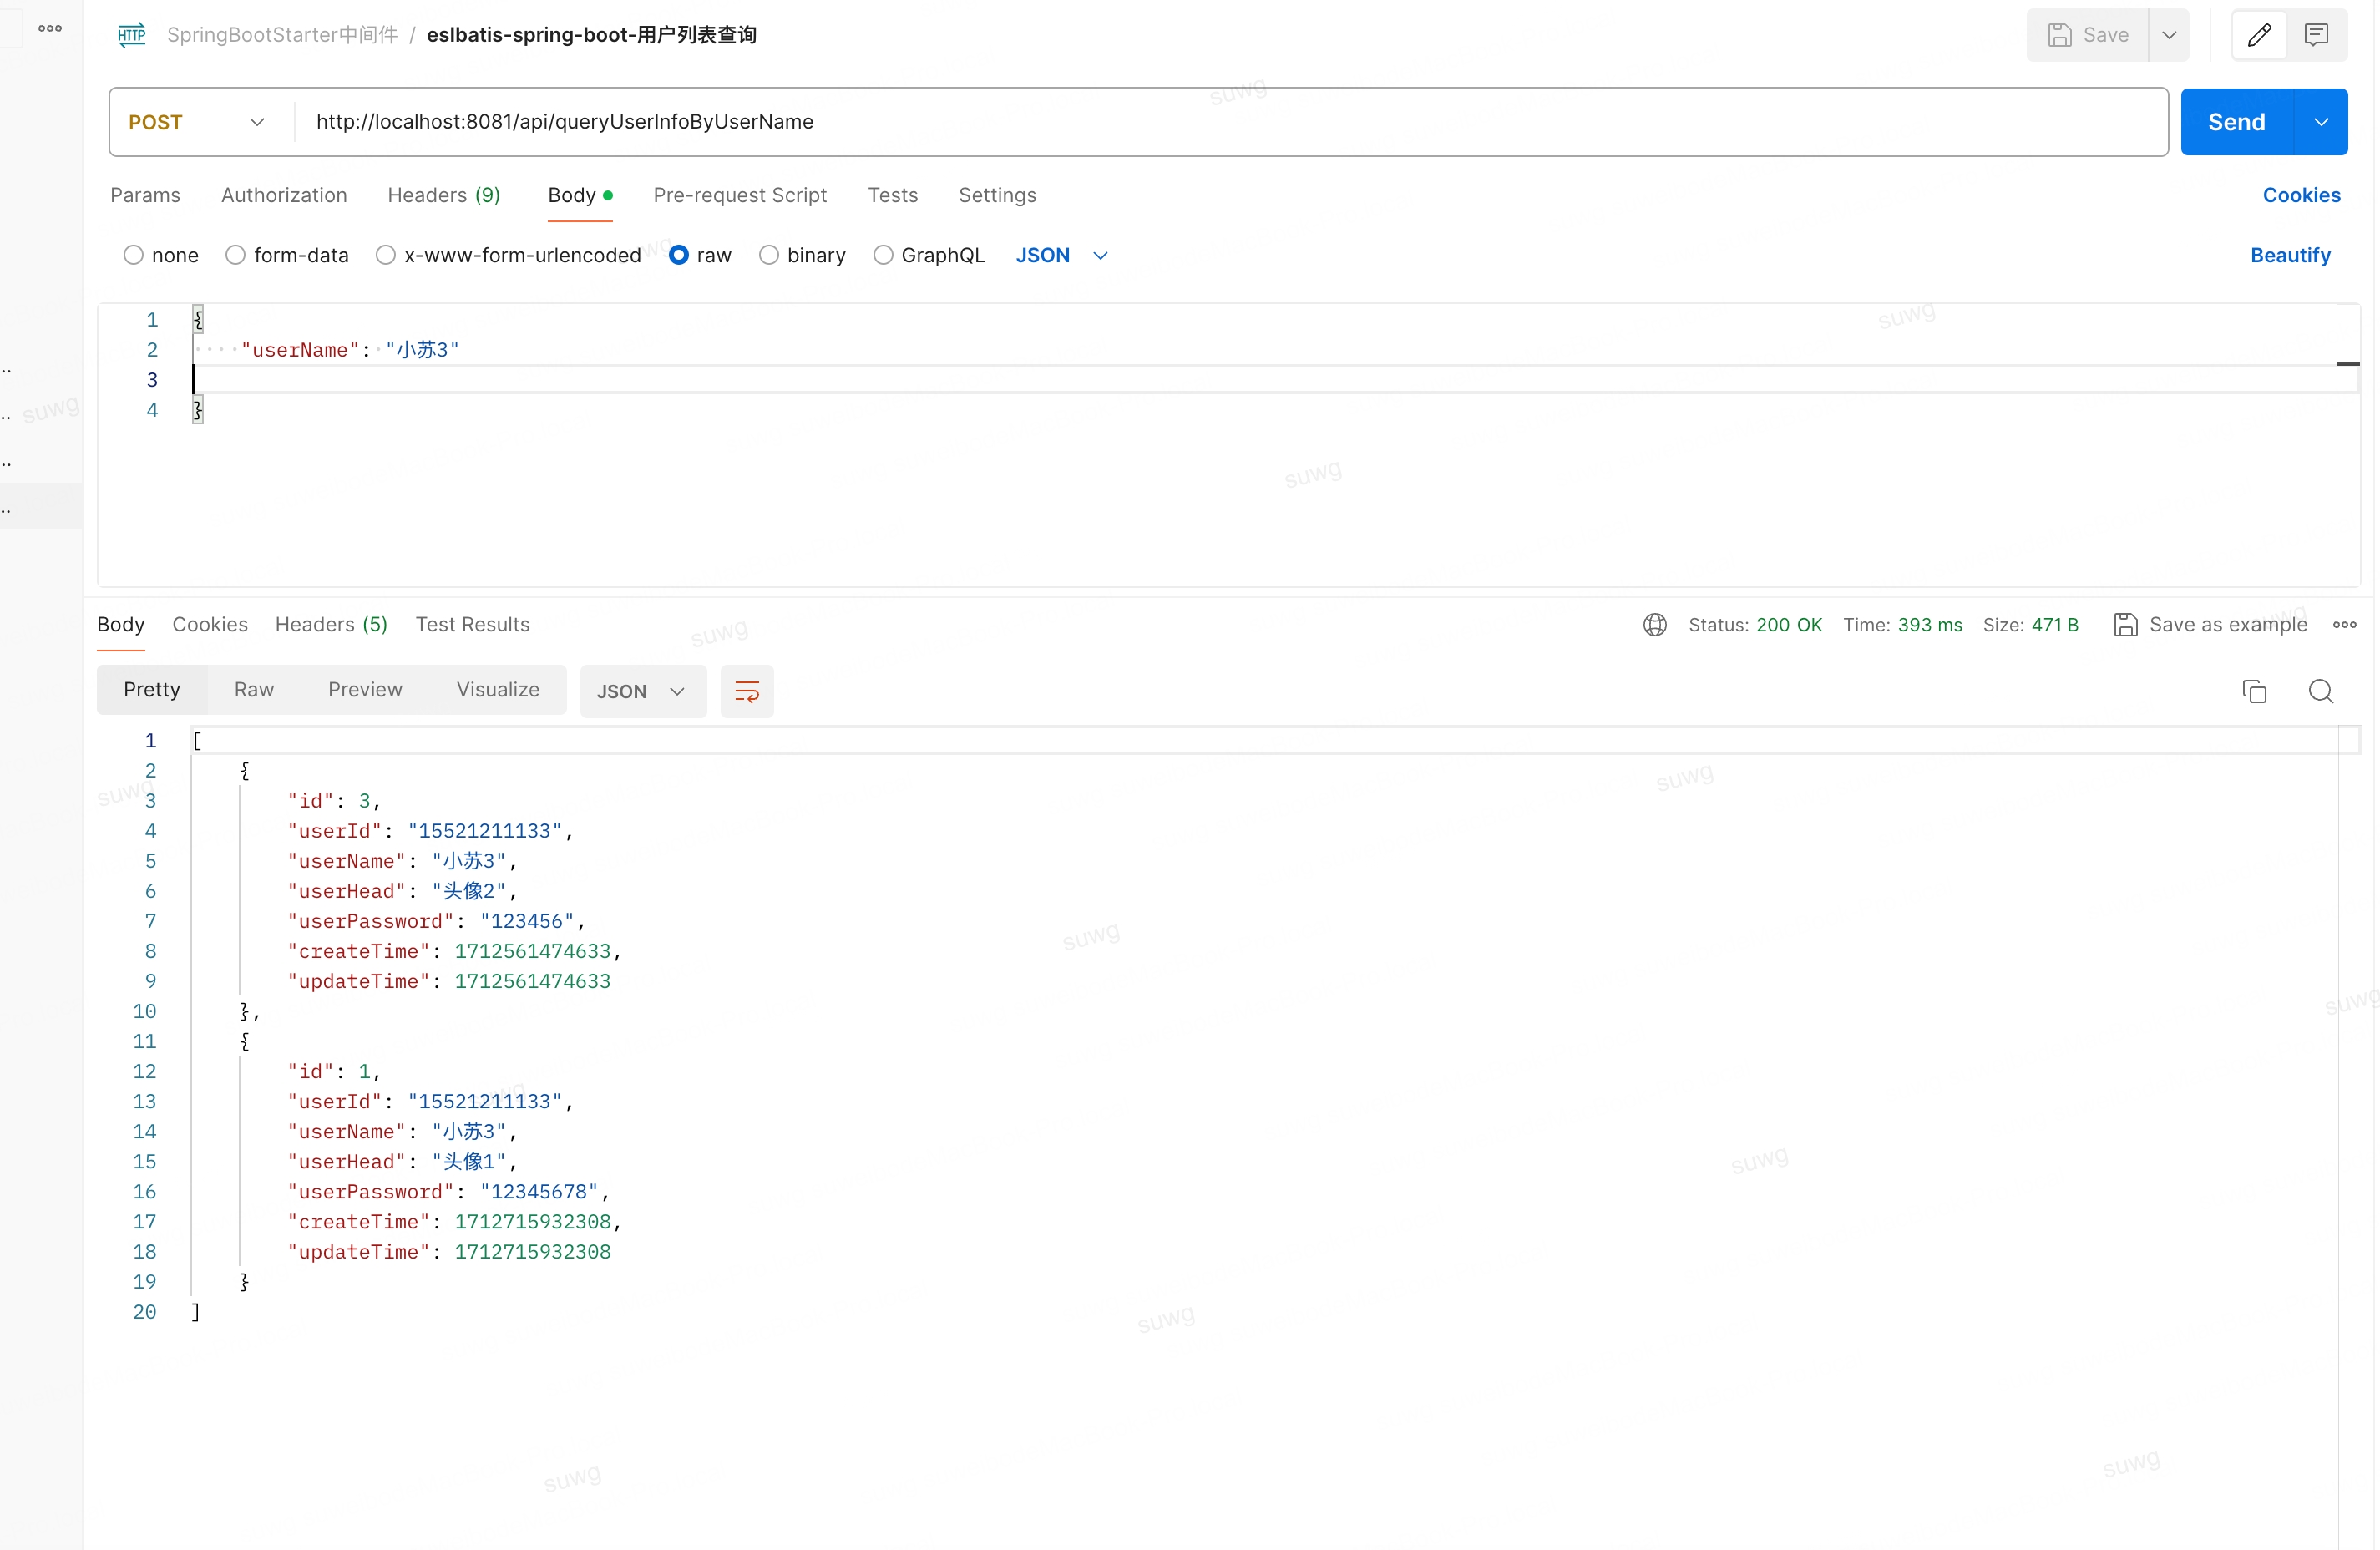 SpringBootStarter中间件 / eslbatis-spring-boot-用户列表查询
Save
POST
http://localhost:8081/api/queryUserInfoByUserName
Send
Params Authorization Headers (9) Body Pre-request Script Tests Settings Cookies
none form-data x-www-form-urlencoded raw binary GraphQL JSON Beautify
1 {
2 "userName": "小苏3"
3
4 }
Body Cookies Headers (5) Test Results Status: 200 OK Time: 393 ms Size: 471 B Save as example
Pretty Raw Preview Visualize JSON
1 [
2 {
3 "id": 3,
4 "userId": "15521211133",
5 "userName": "小苏3",
6 "userHead": "头像2",
7 "userPassword": "123456",
8 "createTime": 1712561474633,
9 "updateTime": 1712561474633
10 },
11 {
12 "id": 1,
13 "userId": "15521211133",
14 "userName": "小苏3",
15 "userHead": "头像1",
16 "userPassword": "12345678",
17 "createTime": 1712715932308,
18 "updateTime": 1712715932308
19 }
20 ]
suwg